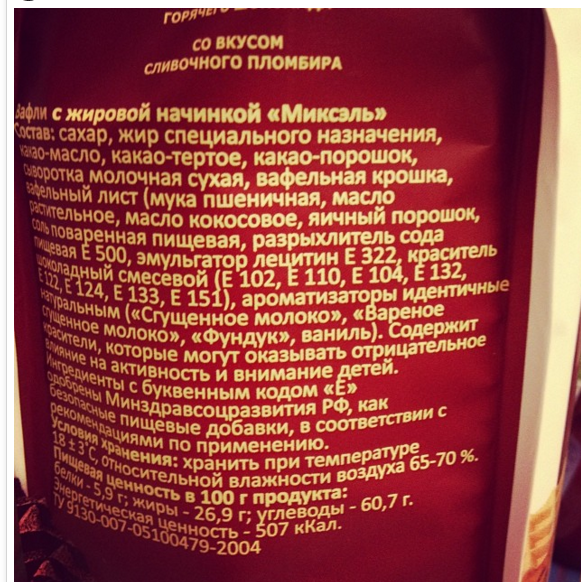 ГОРЯЧЕГО
СО ВКУСОМ
СЛИВОЧНОГО ПЛОМБИРА
Вафли с жировой начинкой «Миксэль»
Состав: сахар, жир специального назначения,
какао-масло, какао-тертое, какао-порошок,
сыворотка молочная сухая, вафельная крошка,
вафельный лист (мука пшеничная, масло
растительное, масло кокосовое, яичный порошок,
соль поваренная пищевая, разрыхлитель сода
пищевая Е 500, эмульгатор лецитин Е 322, краситель
шоколадный смесевой (Е 102, Е 110, Е 104, Е 132,
Е 122, Е 124, Е 133, Е 151), ароматизаторы идентичные
натуральным («Сгущенное молоко», «Вареное
сгущенное молоко», «Фундук», ваниль). Содержит
красители, которые могут оказывать отрицательное
влияние на активность и внимание детей.
Ингредиенты с буквенным кодом «Е»
одобрены Минздравсоцразвития РФ, как
безопасные пищевые добавки, в соответствии с
рекомендациями по применению.
Условия хранения: хранить при температуре
18 ± 3˚С, относительной влажности воздуха 65-70 %.
Пищевая ценность в 100 г продукта:
белки - 5,9 г; жиры - 26,9 г; углеводы - 60,7 г.
Энергетическая ценность - 507 кКал.
ТУ 9130-007-05100479-2004